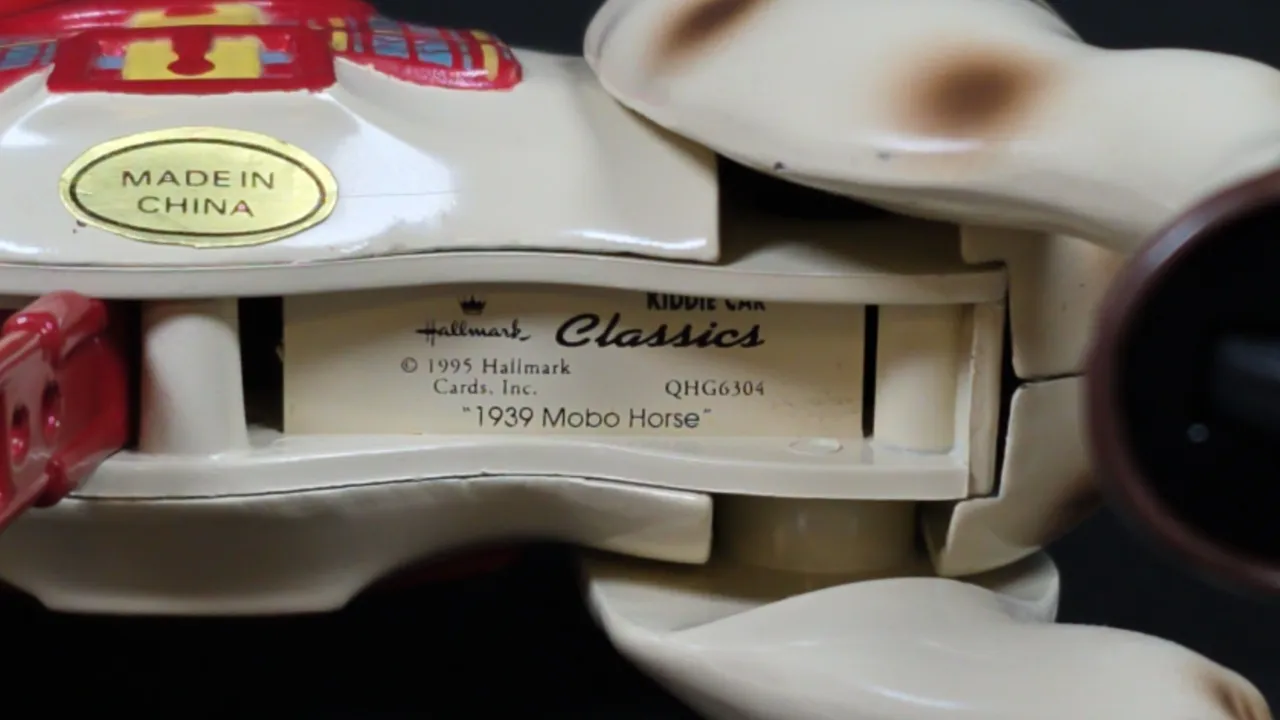 MADE IN
CHINA
KIDDIE CAR
Hallmark Classics
© 1995 Hallmark
Cards, Inc. QHG6304
"1939 Mobo Horse"